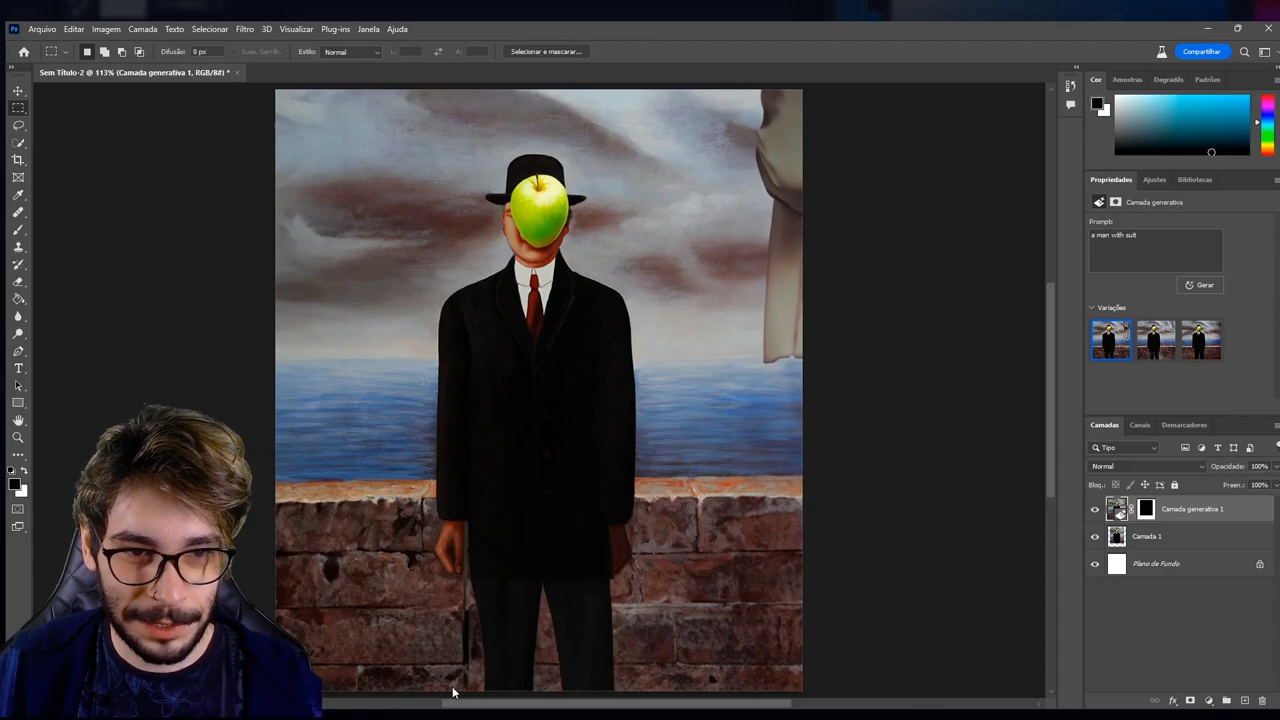 Ps Arquivo Editar Imagem Camada Texto Selecionar Filtro 3D Visualizar Plug-ins Janela Ajuda
Difusão: 0 px Suav. Serrilh. Estilo: Normal L: A: Selecionar e mascarar... Compartilhar
Sem Título-2 @ 113% (Camada generativa 1, RGB/8#) * ×
Cor Amostras Degradês Padrões
Propriedades Ajustes Bibliotecas
Camada generativa
Prompt:
a man with suit
Gerar
Variações
Camadas Canais Demarcadores
Tipo
Normal Opacidade: 100%
Bloq.: Preen.: 100%
Camada generativa 1
Camada 1
Plano de Fundo